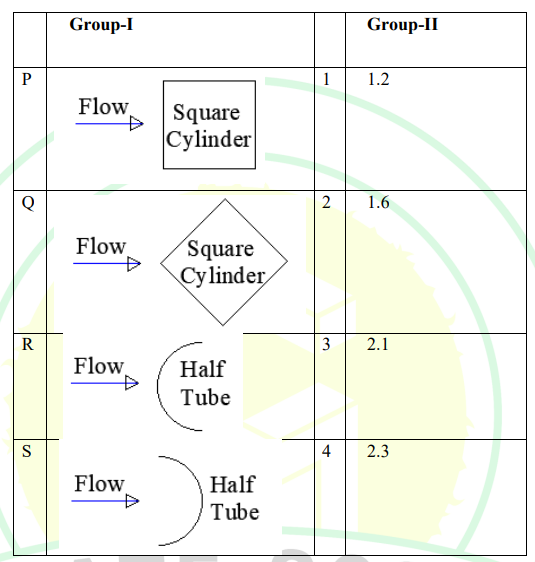 Group-I Group-II
P Flow Square Cylinder 1 1.2
Q Flow Square Cylinder 2 1.6
R Flow Half Tube 3 2.1
S Flow Half Tube 4 2.3